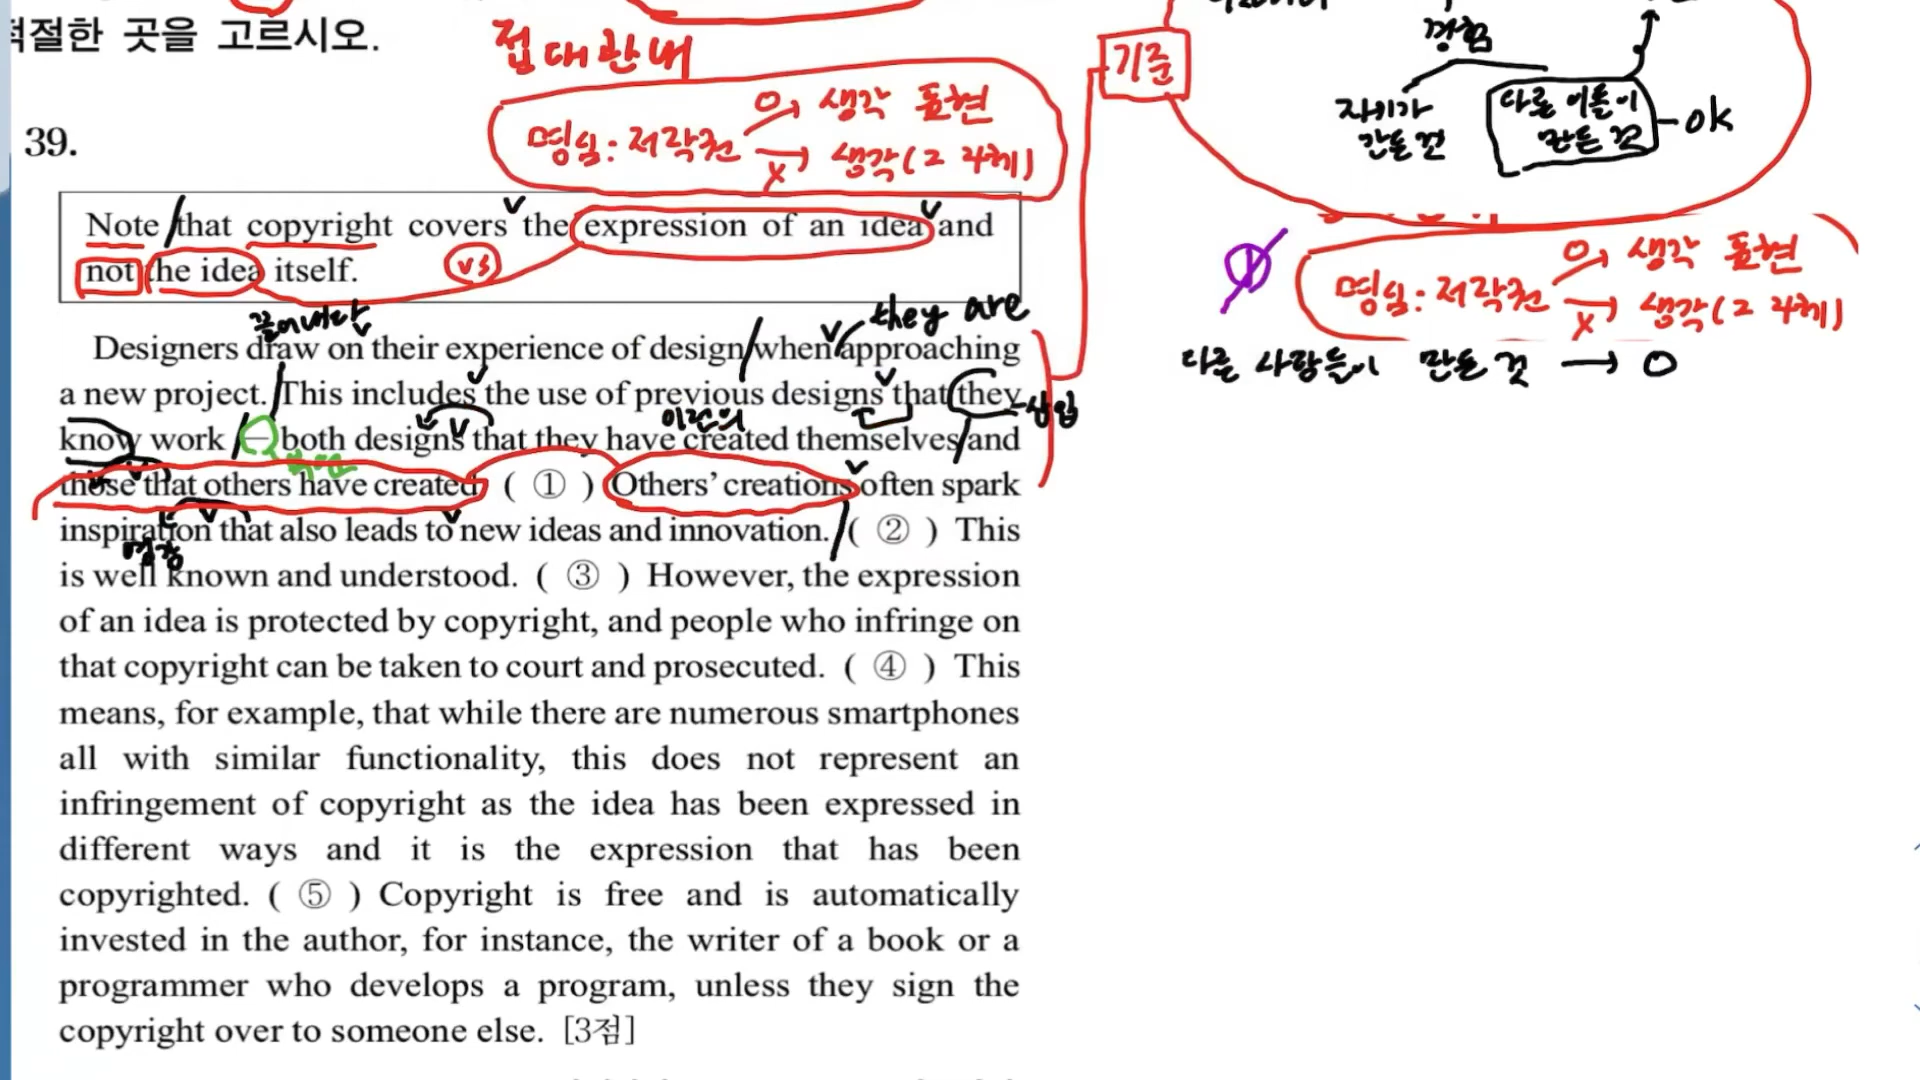 적절한 곳을 고르시오.
접대관내
명심: 저작권
O → 생각 표현
X → 생각(그 자체)
기준
경험
자기가 만든 것
다른 이들이 만든 것
ok
39.
Note that copyright covers the expression of an idea and
not the idea itself.
vs
명심: 저작권
O → 생각 표현
X → 생각(그 자체)
다른 사람들이 만든 것 → O
끌어내다
they are
Designers draw on their experience of design when approaching
a new project. This includes the use of previous designs that they
이전의
삽입
know work — both designs that they have created themselves and
those that others have created. ( ① ) Others' creations often spark
inspiration that also leads to new ideas and innovation. ( ② ) This
영감
is well known and understood. ( ③ ) However, the expression
of an idea is protected by copyright, and people who infringe on
that copyright can be taken to court and prosecuted. ( ④ ) This
means, for example, that while there are numerous smartphones
all with similar functionality, this does not represent an
infringement of copyright as the idea has been expressed in
different ways and it is the expression that has been
copyrighted. ( ⑤ ) Copyright is free and is automatically
invested in the author, for instance, the writer of a book or a
programmer who develops a program, unless they sign the
copyright over to someone else. [3점]